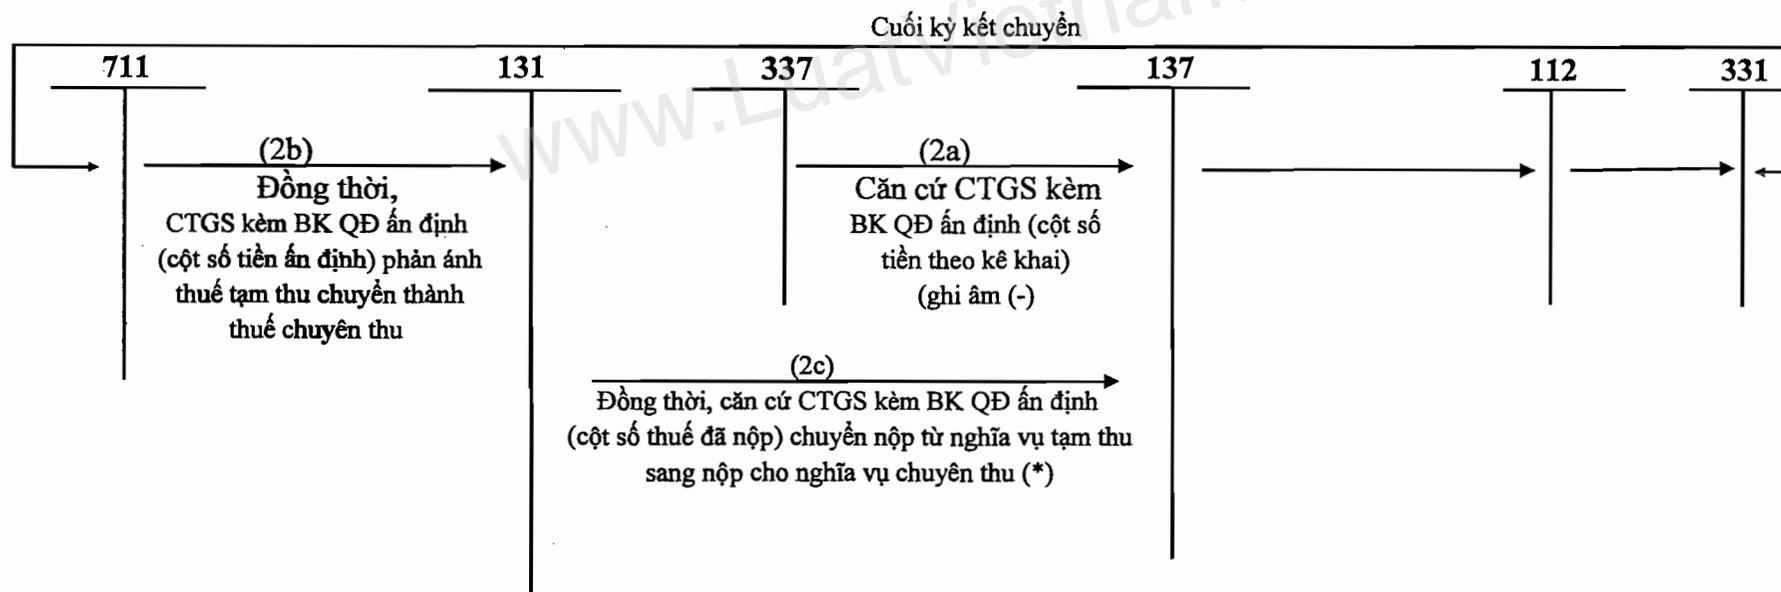 Cuối kỳ kết chuyển
711 131 337 137 112 331
(2b)
Đồng thời,
CTGS kèm BK QĐ ấn định
(cột số tiền ấn định) phản ánh
thuế tạm thu chuyển thành
thuế chuyên thu
(2a)
Căn cứ CTGS kèm
BK QĐ ấn định (cột số
tiền theo kê khai)
(ghi âm (-)
(2c)
Đồng thời, căn cứ CTGS kèm BK QĐ ấn định
(cột số thuế đã nộp) chuyển nộp từ nghĩa vụ tạm thu
sang nộp cho nghĩa vụ chuyên thu (*)
www.LuatVietnam